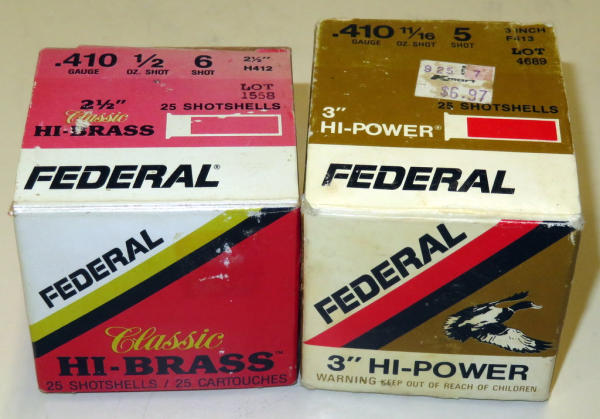 .410 1/2 6 2½"
GAUGE OZ. SHOT SHOT H412
LOT
1558
2½"
Classic
HI-BRASS
25 SHOTSHELLS
FEDERAL®
FEDERAL
Classic
HI-BRASS™
25 SHOTSHELLS / 25 CARTOUCHES
.410 11/16 5 3 INCH
GAUGE OZ. SHOT SHOT F413
LOT
4689
Kmart
$6.97
25 SHOTSHELLS
3"
HI-POWER®
FEDERAL®
FEDERAL
3" HI-POWER
WARNING KEEP OUT OF REACH OF CHILDREN